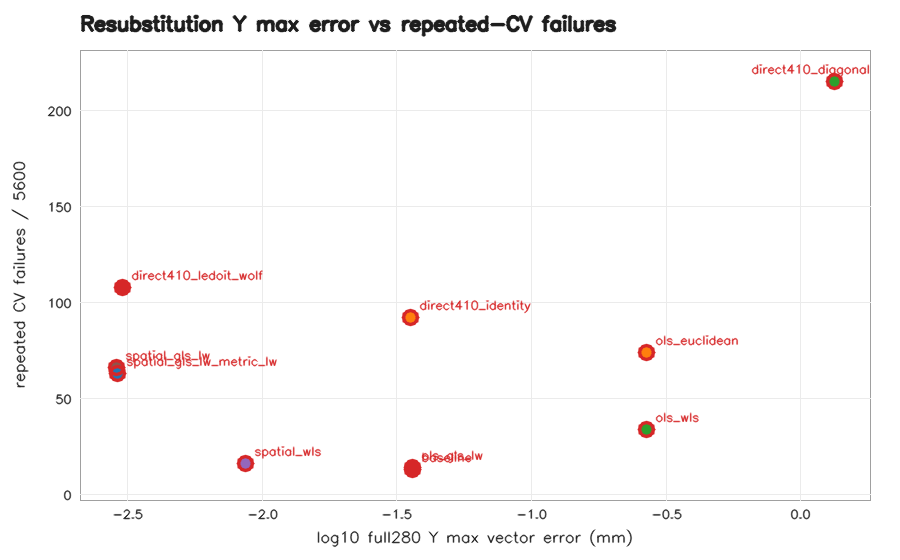 Resubstitution Y max error vs repeated-CV failures
direct410_diagonal
200
150
direct410_ledoit_wolf
100
direct410_identity
ols_euclidean
spatial_gls_lw
spatial_gls_lw_metric_lw
50
ols_wls
spatial_wls
baseline
0
-2.5 -2.0 -1.5 -1.0 -0.5 0.0
log10 full280 Y max vector error (mm)
repeated CV failures / 5600